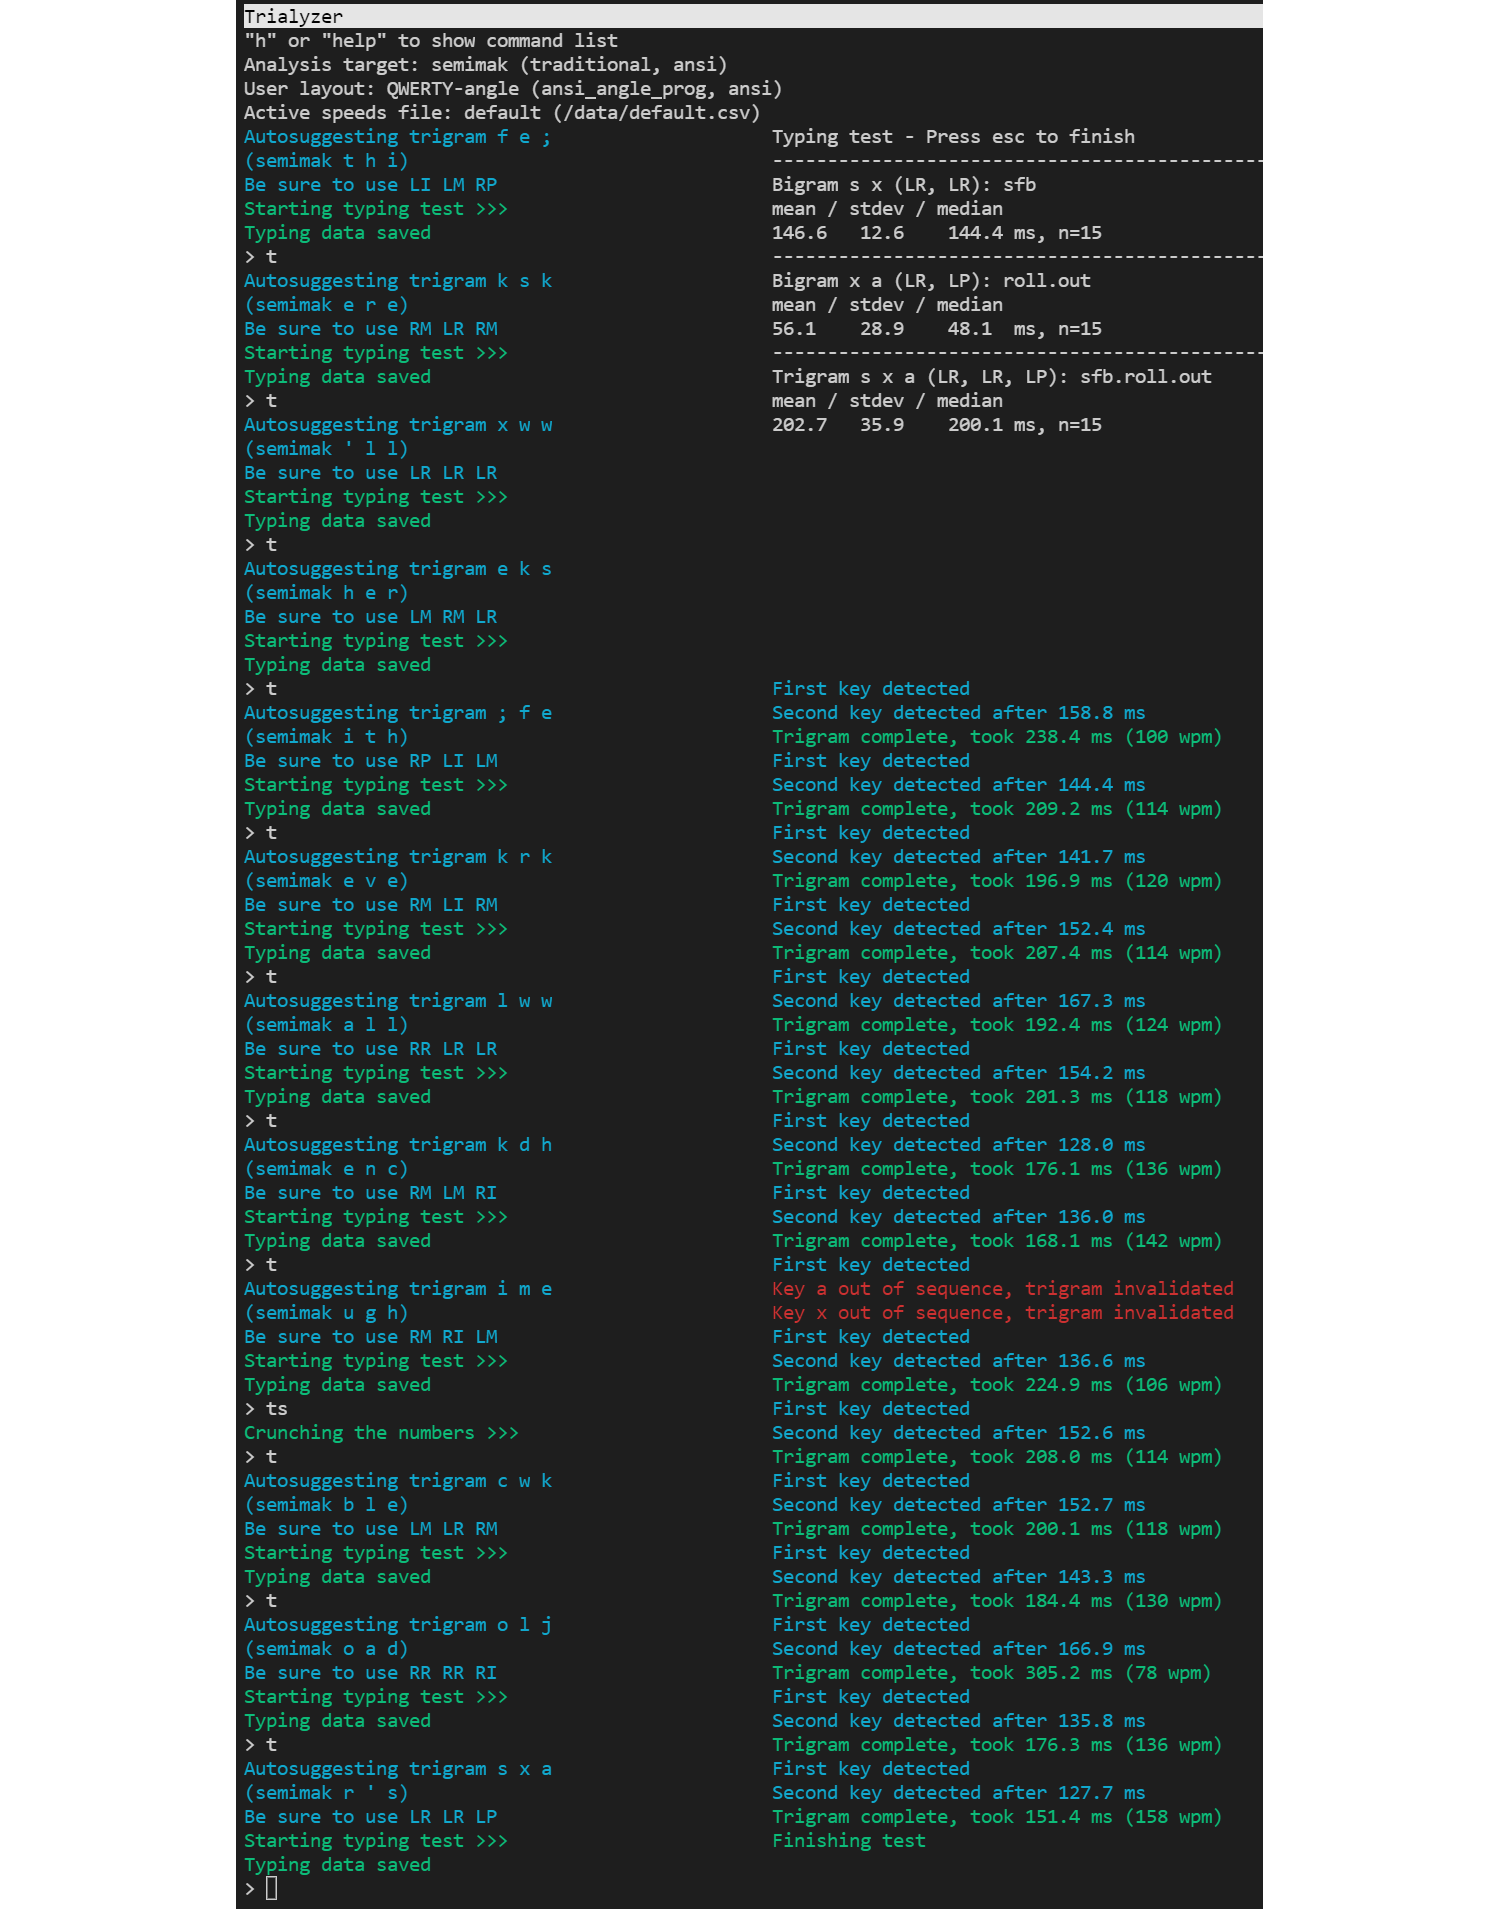 Trialyzer
"h" or "help" to show command list
Analysis target: semimak (traditional, ansi)
User layout: QWERTY-angle (ansi_angle_prog, ansi)
Active speeds file: default (/data/default.csv)
Autosuggesting trigram f e ;
(semimak t h i)
Be sure to use LI LM RP
Starting typing test >>>
Typing data saved
> t
Autosuggesting trigram k s k
(semimak e r e)
Be sure to use RM LR RM
Starting typing test >>>
Typing data saved
> t
Autosuggesting trigram x w w
(semimak ' l l)
Be sure to use LR LR LR
Starting typing test >>>
Typing data saved
> t
Autosuggesting trigram e k s
(semimak h e r)
Be sure to use LM RM LR
Starting typing test >>>
Typing data saved
> t
Autosuggesting trigram ; f e
(semimak i t h)
Be sure to use RP LI LM
Starting typing test >>>
Typing data saved
> t
Autosuggesting trigram k r k
(semimak e v e)
Be sure to use RM LI RM
Starting typing test >>>
Typing data saved
> t
Autosuggesting trigram l w w
(semimak a l l)
Be sure to use RR LR LR
Starting typing test >>>
Typing data saved
> t
Autosuggesting trigram k d h
(semimak e n c)
Be sure to use RM LM RI
Starting typing test >>>
Typing data saved
> t
Autosuggesting trigram i m e
(semimak u g h)
Be sure to use RM RI LM
Starting typing test >>>
Typing data saved
> ts
Crunching the numbers >>>
> t
Autosuggesting trigram c w k
(semimak b l e)
Be sure to use LM LR RM
Starting typing test >>>
Typing data saved
> t
Autosuggesting trigram o l j
(semimak o a d)
Be sure to use RR RR RI
Starting typing test >>>
Typing data saved
> t
Autosuggesting trigram s x a
(semimak r ' s)
Be sure to use LR LR LP
Starting typing test >>>
Typing data saved
>
Typing test - Press esc to finish
---------------------------------------------
Bigram s x (LR, LR): sfb
mean / stdev / median
146.6   12.6    144.4 ms, n=15
---------------------------------------------
Bigram x a (LR, LP): roll.out
mean / stdev / median
56.1    28.9    48.1  ms, n=15
---------------------------------------------
Trigram s x a (LR, LR, LP): sfb.roll.out
mean / stdev / median
202.7   35.9    200.1 ms, n=15
First key detected
Second key detected after 158.8 ms
Trigram complete, took 238.4 ms (100 wpm)
First key detected
Second key detected after 144.4 ms
Trigram complete, took 209.2 ms (114 wpm)
First key detected
Second key detected after 141.7 ms
Trigram complete, took 196.9 ms (120 wpm)
First key detected
Second key detected after 152.4 ms
Trigram complete, took 207.4 ms (114 wpm)
First key detected
Second key detected after 167.3 ms
Trigram complete, took 192.4 ms (124 wpm)
First key detected
Second key detected after 154.2 ms
Trigram complete, took 201.3 ms (118 wpm)
First key detected
Second key detected after 128.0 ms
Trigram complete, took 176.1 ms (136 wpm)
First key detected
Second key detected after 136.0 ms
Trigram complete, took 168.1 ms (142 wpm)
First key detected
Key a out of sequence, trigram invalidated
Key x out of sequence, trigram invalidated
First key detected
Second key detected after 136.6 ms
Trigram complete, took 224.9 ms (106 wpm)
First key detected
Second key detected after 152.6 ms
Trigram complete, took 208.0 ms (114 wpm)
First key detected
Second key detected after 152.7 ms
Trigram complete, took 200.1 ms (118 wpm)
First key detected
Second key detected after 143.3 ms
Trigram complete, took 184.4 ms (130 wpm)
First key detected
Second key detected after 166.9 ms
Trigram complete, took 305.2 ms (78 wpm)
First key detected
Second key detected after 135.8 ms
Trigram complete, took 176.3 ms (136 wpm)
First key detected
Second key detected after 127.7 ms
Trigram complete, took 151.4 ms (158 wpm)
Finishing test